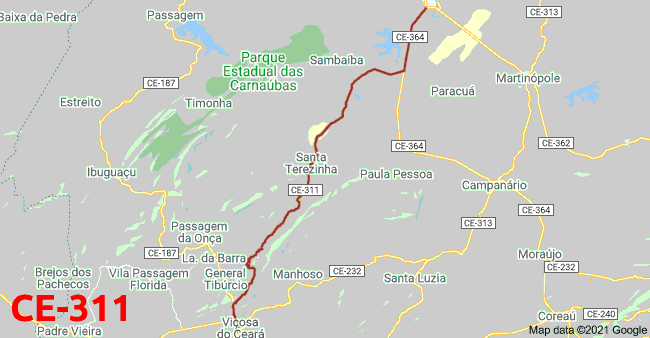 Baixa da Pedra
Passagem
CE-313
CE-364
Parque
Estadual das
Carnaubas
Sambaíba
CE-187
Martinópole
Paracuá
Estreito
Timonha
CE-364
CE-362
Santa
Terezinha
Ibuguaçu
Paula Pessoa
CE-311
Campanário
CE-364
CE-313
Passagem
da Onça
CE-187
La. da Barra
Moraújo
CE-232
Brejos dos
Pachecos
Vila Passagem
Florida
General
Tibúrcio
Manhoso
CE-232
Santa Luzia
CE-311
CE-240
Coreaú
Padre Vieira
Viçosa
do Ceará
Map data ©2021 Google